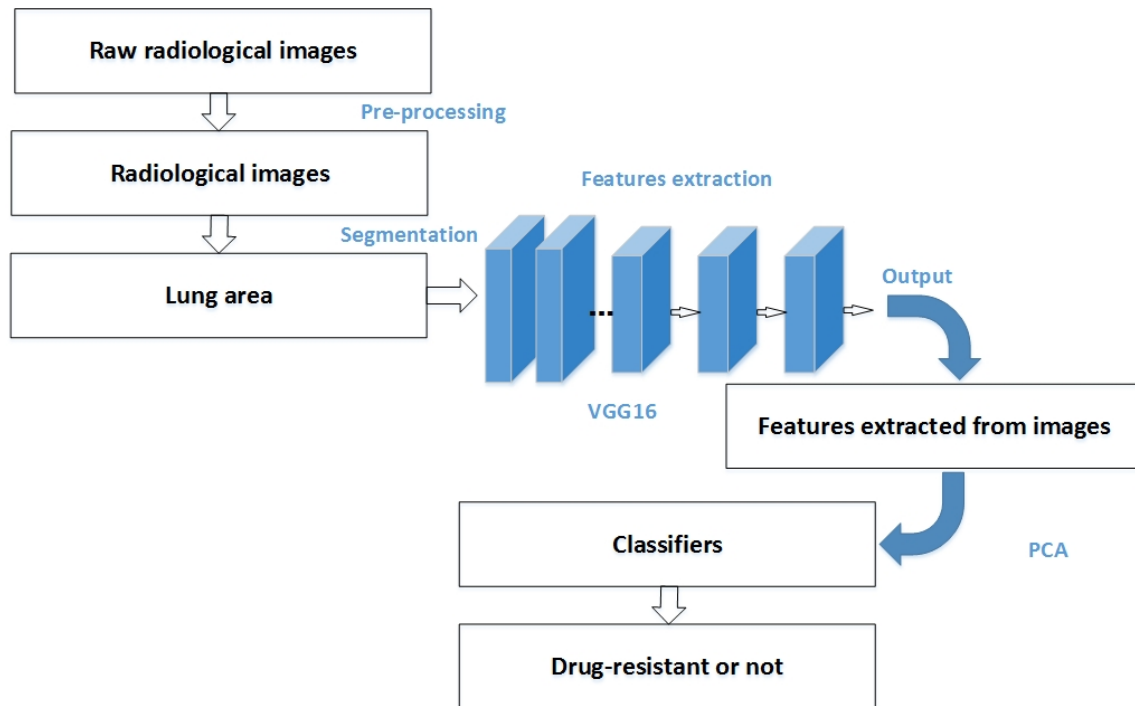 Raw radiological images
Pre-processing
Radiological images
Features extraction
Segmentation
Lung area
...
Output
VGG16
Features extracted from images
Classifiers
PCA
Drug-resistant or not